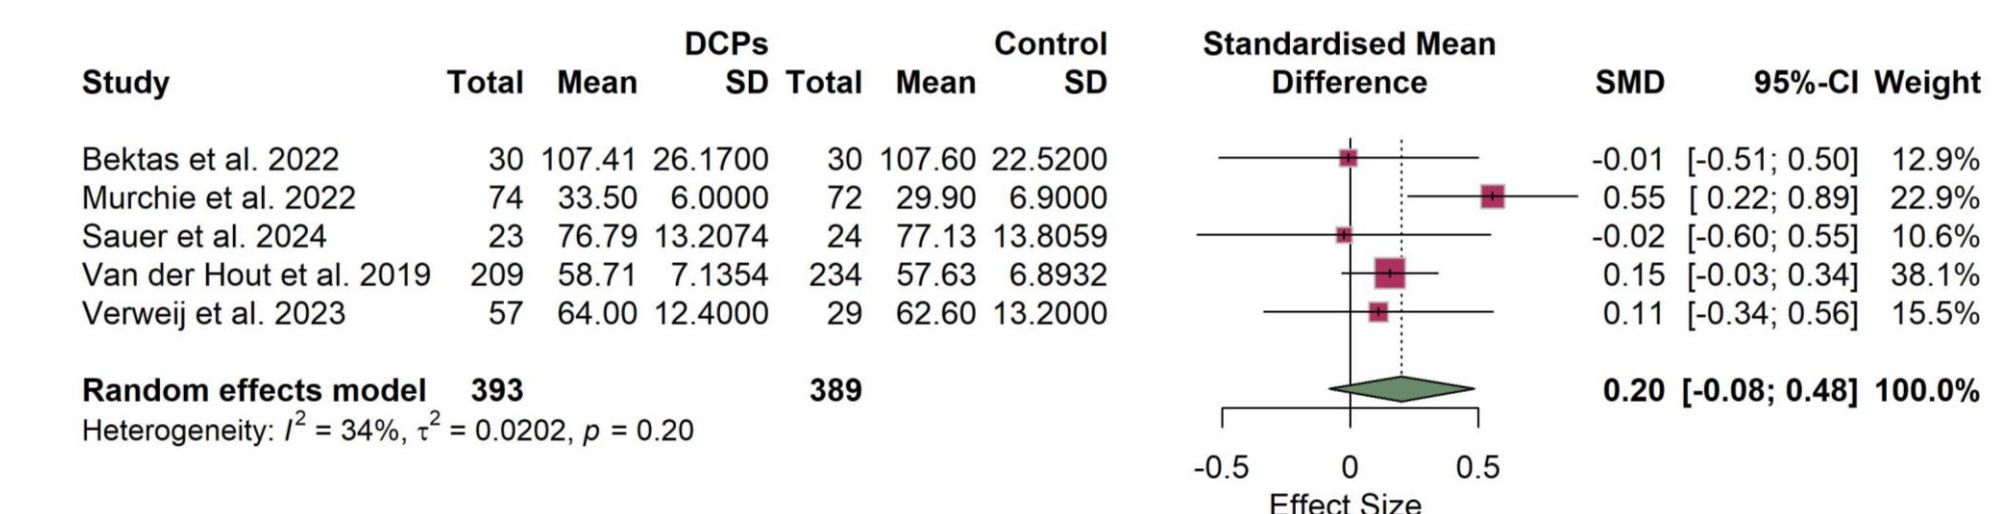 DCPs Control Standardised Mean
Study Total Mean SD Total Mean SD Difference SMD 95%-CI Weight
Bektas et al. 2022 30 107.41 26.1700 30 107.60 22.5200 -0.01 [-0.51; 0.50] 12.9%
Murchie et al. 2022 74 33.50 6.0000 72 29.90 6.9000 0.55 [ 0.22; 0.89] 22.9%
Sauer et al. 2024 23 76.79 13.2074 24 77.13 13.8059 -0.02 [-0.60; 0.55] 10.6%
Van der Hout et al. 2019 209 58.71 7.1354 234 57.63 6.8932 0.15 [-0.03; 0.34] 38.1%
Verweij et al. 2023 57 64.00 12.4000 29 62.60 13.2000 0.11 [-0.34; 0.56] 15.5%
Random effects model 393 389 0.20 [-0.08; 0.48] 100.0%
Heterogeneity: I² = 34%, τ² = 0.0202, p = 0.20
-0.5 0 0.5
Effect Size